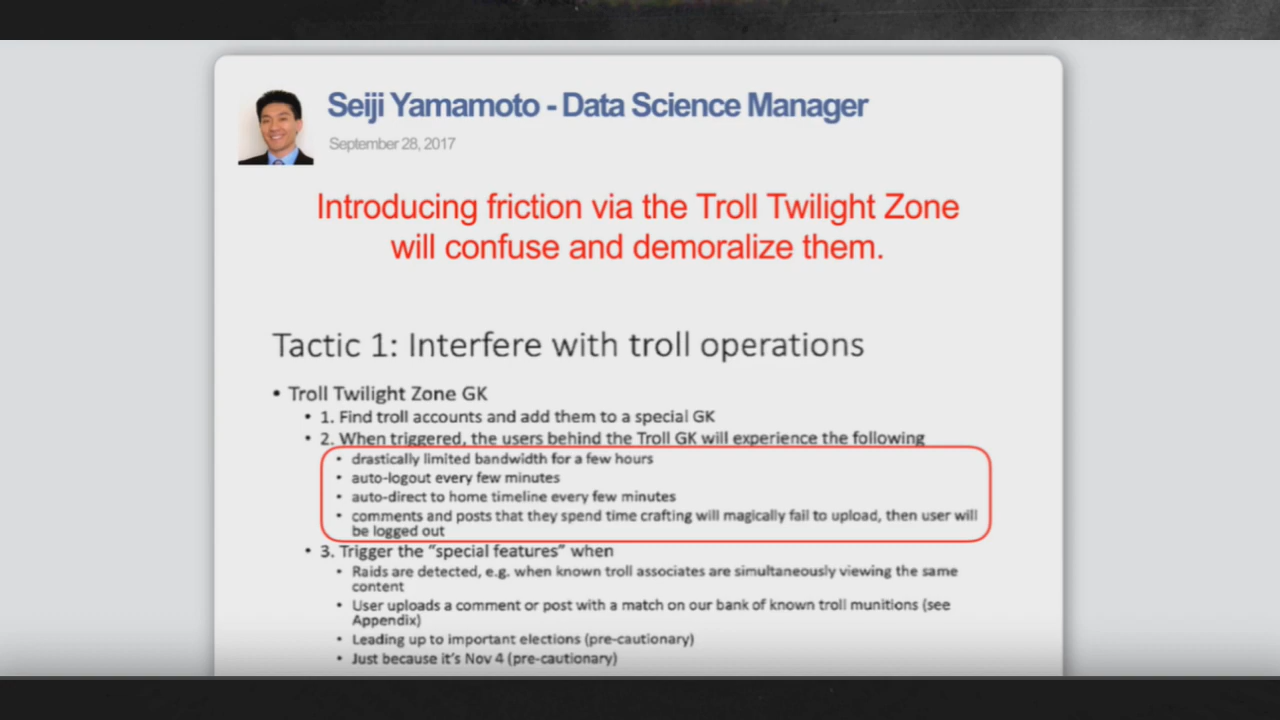 Seiji Yamamoto - Data Science Manager
September 28, 2017
Introducing friction via the Troll Twilight Zone
will confuse and demoralize them.
Tactic 1: Interfere with troll operations
• Troll Twilight Zone GK
• 1. Find troll accounts and add them to a special GK
• 2. When triggered, the users behind the Troll GK will experience the following
• drastically limited bandwidth for a few hours
• auto-logout every few minutes
• auto-direct to home timeline every few minutes
• comments and posts that they spend time crafting will magically fail to upload, then user will
be logged out
• 3. Trigger the “special features” when
• Raids are detected, e.g. when known troll associates are simultaneously viewing the same
content
• User uploads a comment or post with a match on our bank of known troll munitions (see
Appendix)
• Leading up to important elections (pre-cautionary)
• Just because it’s Nov 4 (pre-cautionary)